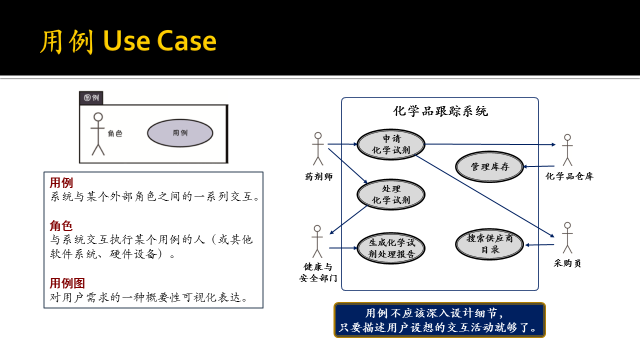 用例 Use Case
图例
角色
用例
用例
系统与某个外部角色之间的一系列交互。
角色
与系统交互执行某个用例的人（或其他
软件系统、硬件设备）。
用例图
对用户需求的一种概要性可视化表达。
化学品跟踪系统
申请
化学试剂
管理库存
处理
化学试剂
生成化学试
剂处理报告
搜索供应商
目录
药剂师
健康与
安全部门
化学品仓库
采购员
用例不应该深入设计细节，
只要描述用户设想的交互活动就够了。